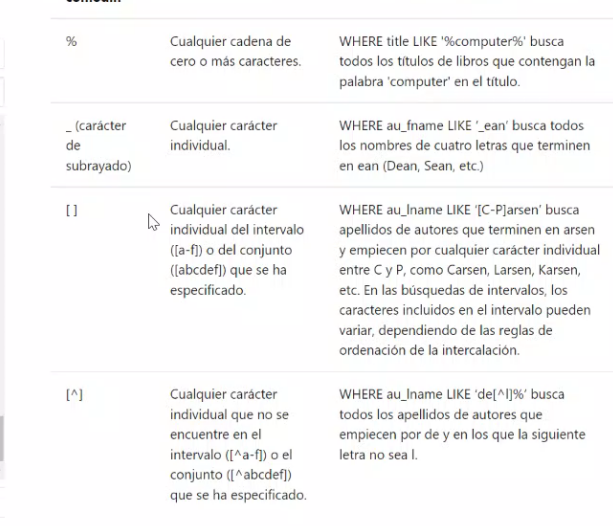 %
Cualquier cadena de
cero o más caracteres.
WHERE title LIKE '%computer%' busca
todos los títulos de libros que contengan la
palabra 'computer' en el título.
_ (carácter
de
subrayado)
Cualquier carácter
individual.
WHERE au_fname LIKE '_ean' busca todos
los nombres de cuatro letras que terminen
en ean (Dean, Sean, etc.)
[ ]
Cualquier carácter
individual del intervalo
([a-f]) o del conjunto
([abcdef]) que se ha
especificado.
WHERE au_lname LIKE '[C-P]arsen' busca
apellidos de autores que terminen en arsen
y empiecen por cualquier carácter individual
entre C y P, como Carsen, Larsen, Karsen,
etc. En las búsquedas de intervalos, los
caracteres incluidos en el intervalo pueden
variar, dependiendo de las reglas de
ordenación de la intercalación.
[^]
Cualquier carácter
individual que no se
encuentre en el
intervalo ([^a-f]) o el
conjunto ([^abcdef])
que se ha especificado.
WHERE au_lname LIKE 'de[^l]%' busca
todos los apellidos de autores que
empiecen por de y en los que la siguiente
letra no sea l.